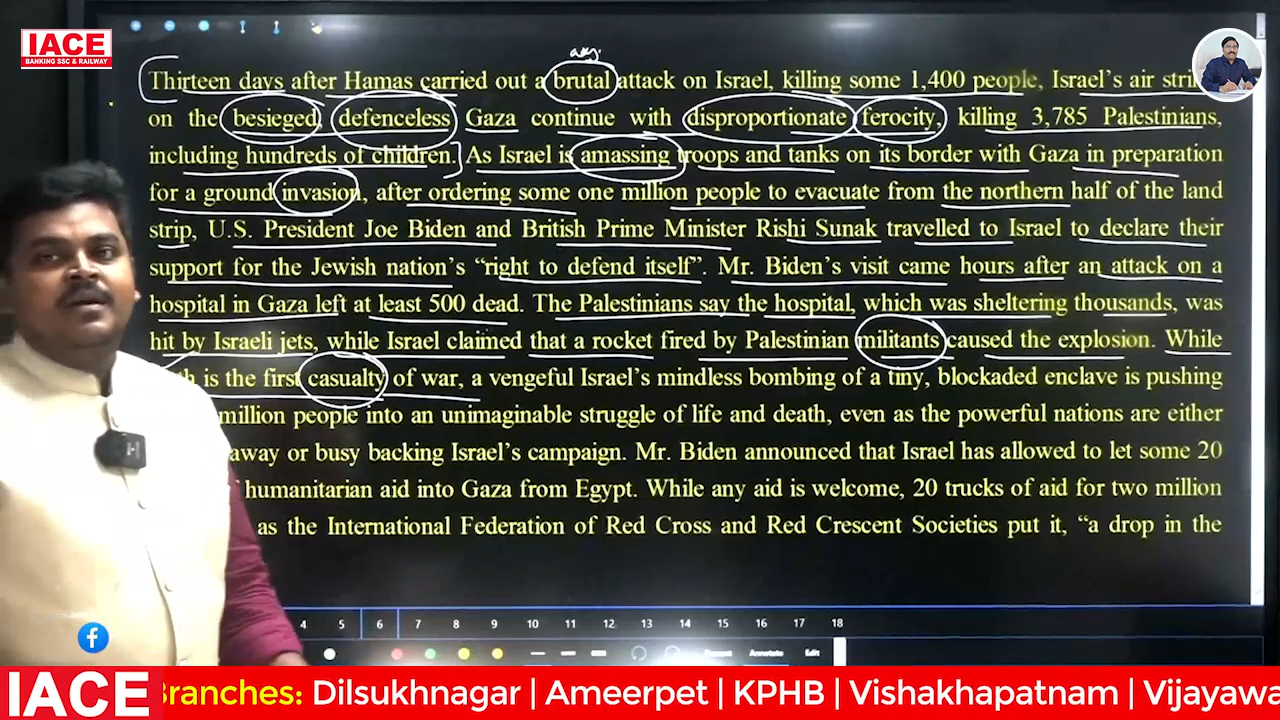 IACE
BANKING SSC & RAILWAY
adj.
Thirteen days after Hamas carried out a brutal attack on Israel, killing some 1,400 people, Israel's air
on the besieged, defenceless Gaza continue with disproportionate ferocity, killing 3,785 Palestinians,
including hundreds of children. As Israel is amassing troops and tanks on its border with Gaza in preparation
for a ground invasion, after ordering some one million people to evacuate from the northern half of the land
strip, U.S. President Joe Biden and British Prime Minister Rishi Sunak travelled to Israel to declare their
support for the Jewish nation's “right to defend itself”. Mr. Biden's visit came hours after an attack on a
hospital in Gaza left at least 500 dead. The Palestinians say the hospital, which was sheltering thousands, was
hit by Israeli jets, while Israel claimed that a rocket fired by Palestinian militants caused the explosion. While
is the first casualty of war, a vengeful Israel's mindless bombing of a tiny, blockaded enclave is pushing
million people into an unimaginable struggle of life and death, even as the powerful nations are either
away or busy backing Israel's campaign. Mr. Biden announced that Israel has allowed to let some 20
humanitarian aid into Gaza from Egypt. While any aid is welcome, 20 trucks of aid for two million
as the International Federation of Red Cross and Red Crescent Societies put it, “a drop in the
4 5 6 7 8 9 10 11 12 13 14 15 16 17 18
Present Annotate Edit
IACE Branches: Dilsukhnagar | Ameerpet | KPHB | Vishakhapatnam | Vijayawa